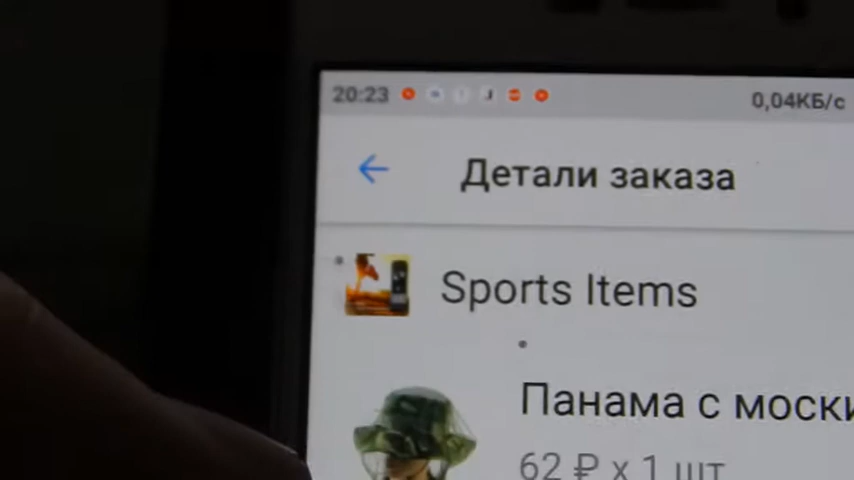 20:23 0,04КБ/с
Детали заказа
Sports Items
Панама с моски
62 ₽ x 1 шт